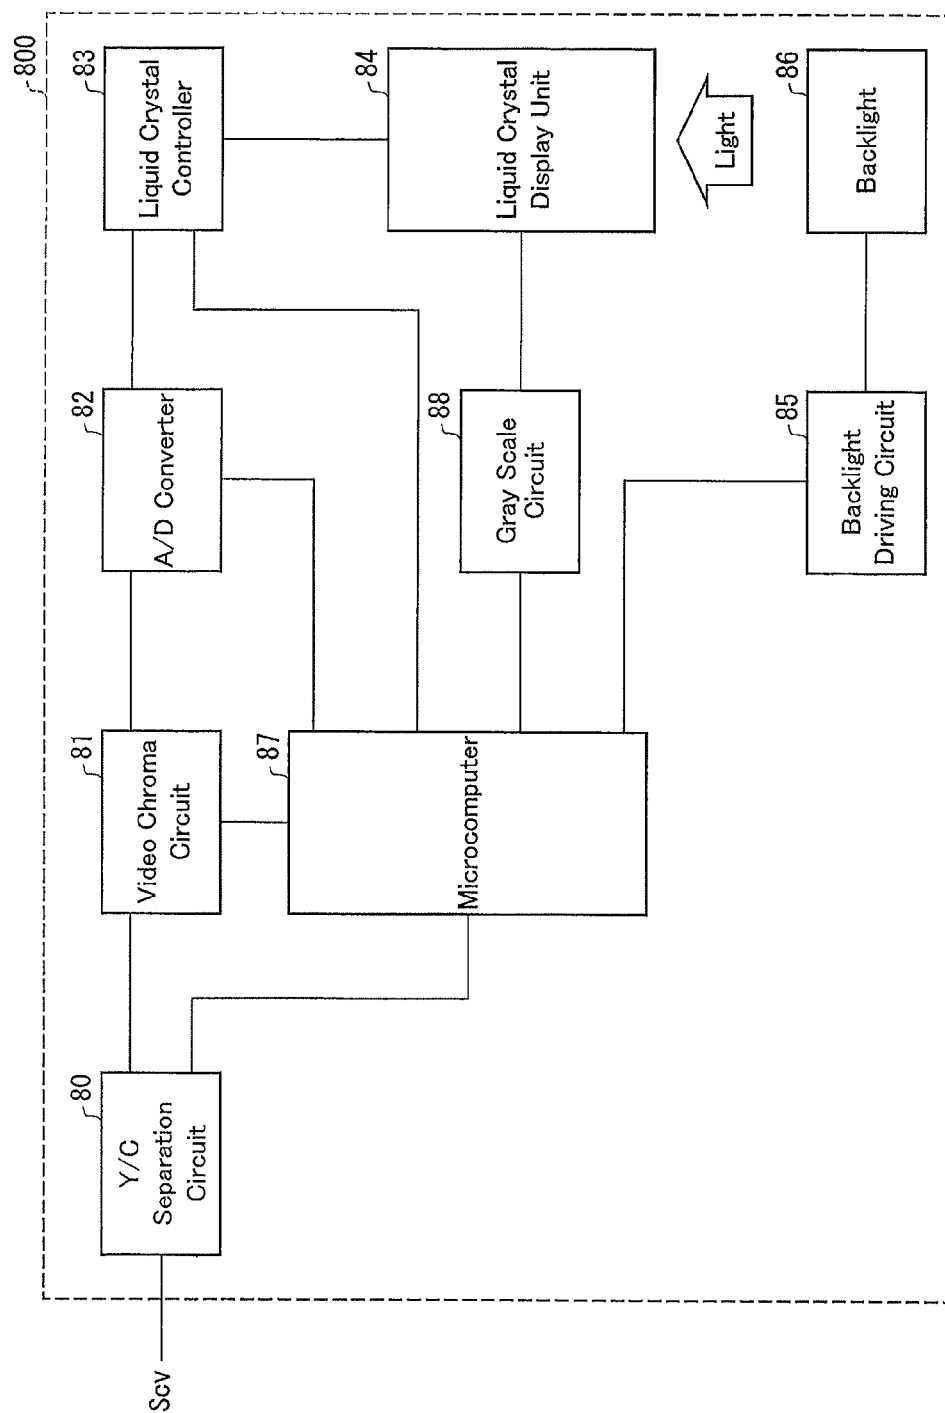 800
Scv
80
Y/C
Separation
Circuit
81
Video Chroma
Circuit
82
A/D Converter
83
Liquid Crystal
Controller
87
Microcomputer
88
Gray Scale
Circuit
84
Liquid Crystal
Display Unit
Light
85
Backlight
Driving Circuit
86
Backlight